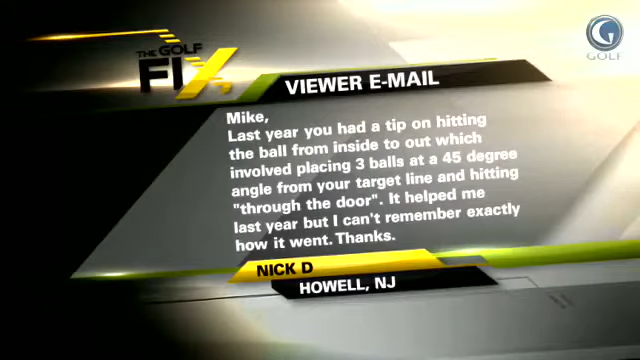 THE GOLF
FIX
GOLF
VIEWER E-MAIL
Mike,
Last year you had a tip on hitting
the ball from inside to out which
involved placing 3 balls at a 45 degree
angle from your target line and hitting
"through the door". It helped me
last year but I can't remember exactly
how it went. Thanks.
NICK D
HOWELL, NJ